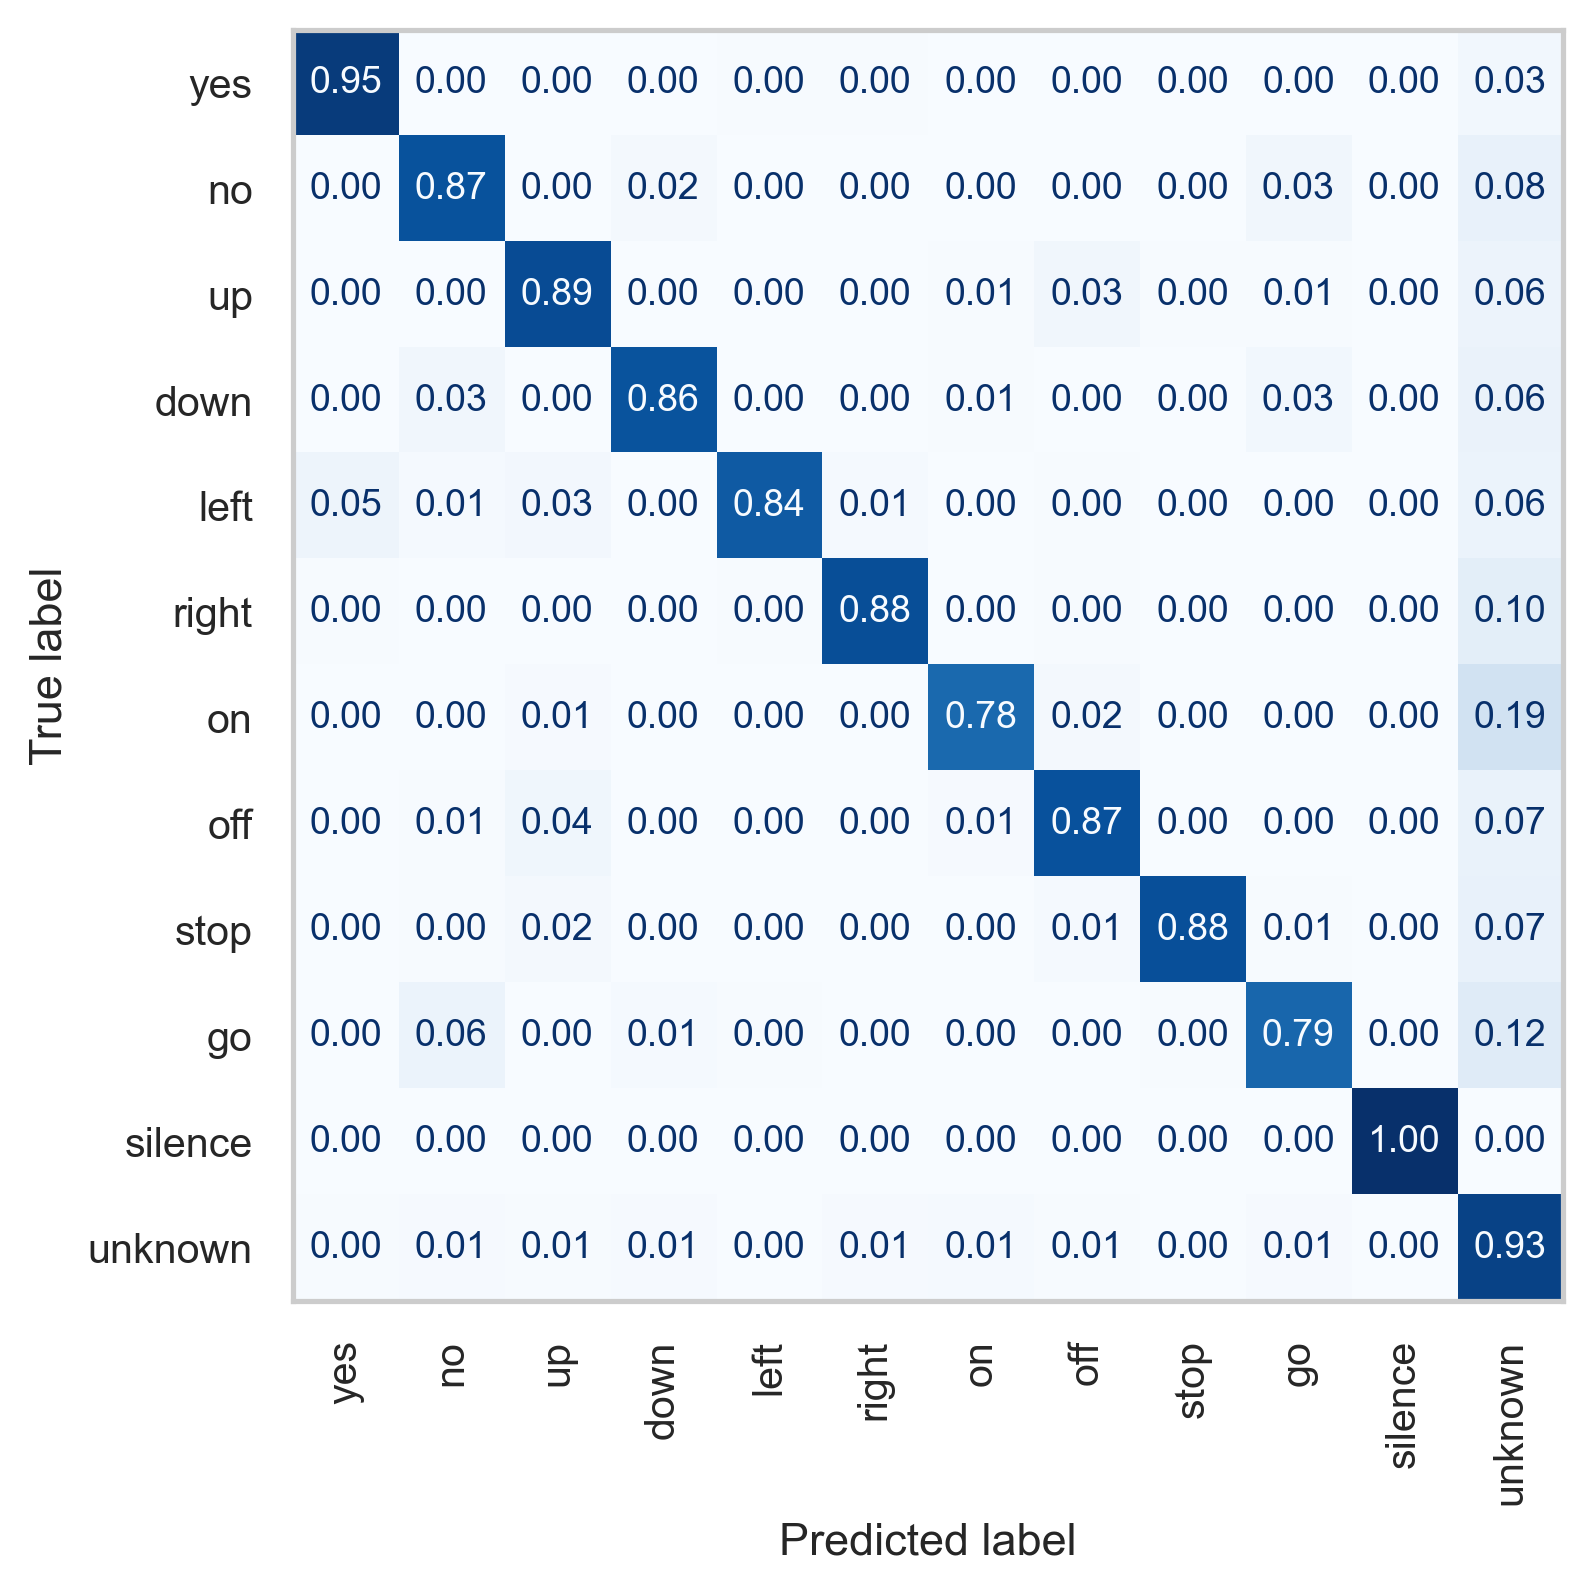 yes 0.95 0.00 0.00 0.00 0.00 0.00 0.00 0.00 0.00 0.00 0.00 0.03
no 0.00 0.87 0.00 0.02 0.00 0.00 0.00 0.00 0.00 0.03 0.00 0.08
up 0.00 0.00 0.89 0.00 0.00 0.00 0.01 0.03 0.00 0.01 0.00 0.06
down 0.00 0.03 0.00 0.86 0.00 0.00 0.01 0.00 0.00 0.03 0.00 0.06
left 0.05 0.01 0.03 0.00 0.84 0.01 0.00 0.00 0.00 0.00 0.00 0.06
right 0.00 0.00 0.00 0.00 0.00 0.88 0.00 0.00 0.00 0.00 0.00 0.10
on 0.00 0.00 0.01 0.00 0.00 0.00 0.78 0.02 0.00 0.00 0.00 0.19
off 0.00 0.01 0.04 0.00 0.00 0.00 0.01 0.87 0.00 0.00 0.00 0.07
stop 0.00 0.00 0.02 0.00 0.00 0.00 0.00 0.01 0.88 0.01 0.00 0.07
go 0.00 0.06 0.00 0.01 0.00 0.00 0.00 0.00 0.00 0.79 0.00 0.12
silence 0.00 0.00 0.00 0.00 0.00 0.00 0.00 0.00 0.00 0.00 1.00 0.00
unknown 0.00 0.01 0.01 0.01 0.00 0.01 0.01 0.01 0.00 0.01 0.00 0.93
yes no up down left right on off stop go silence unknown
Predicted label
True label